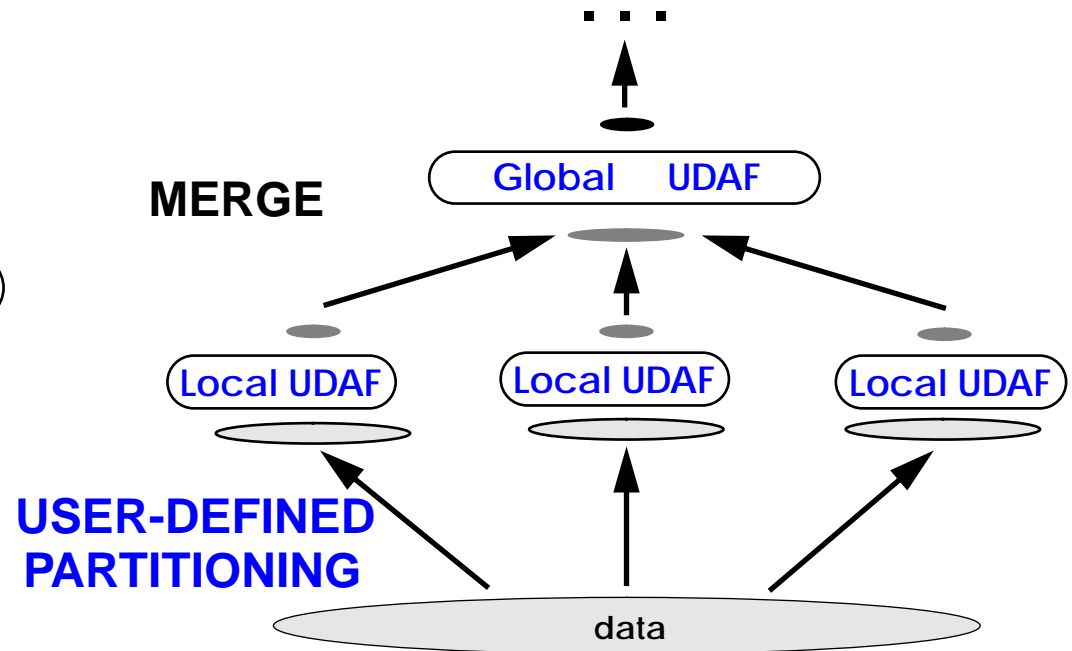 . . .
Global UDAF
MERGE
Local UDAF
Local UDAF
Local UDAF
USER-DEFINED
PARTITIONING
data